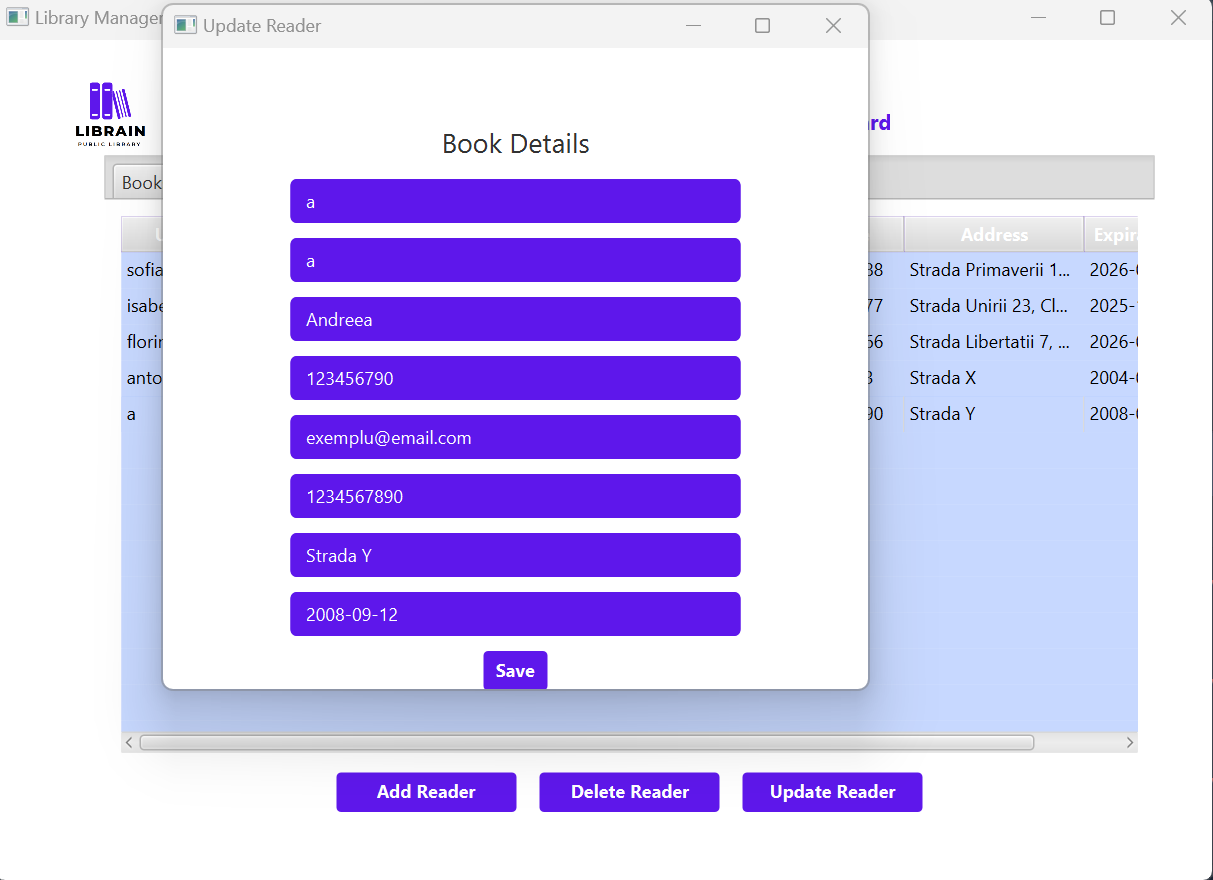 Library Manager
Update Reader
LIBRAIN
PUBLIC LIBRARY
rd
Book Details
Book
a
a
Andreea
123456790
exemplu@email.com
1234567890
Strada Y
2008-09-12
Save
U Address Expira
sofia 38 Strada Primaverii 1... 2026-0
isabe 77 Strada Unirii 23, Cl... 2025-
florin 66 Strada Libertatii 7, ... 2026-0
anto 3 Strada X 2004-0
a 90 Strada Y 2008-0
Add Reader Delete Reader Update Reader